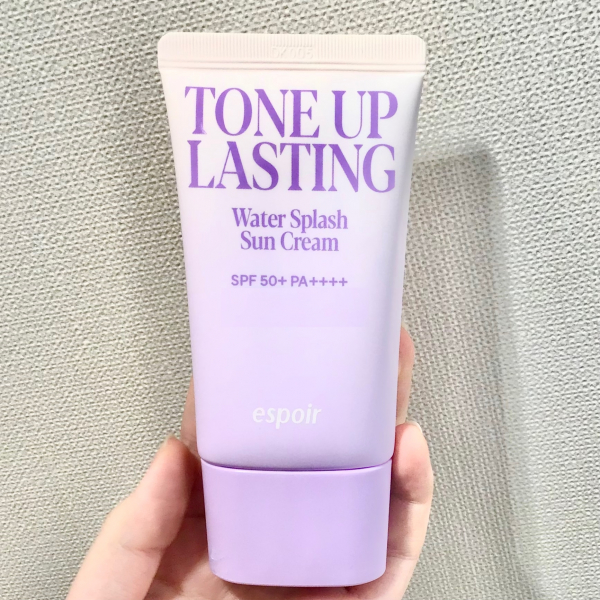 TONE UP
LASTING
Water Splash
Sun Cream
SPF 50+ PA++++
espoir